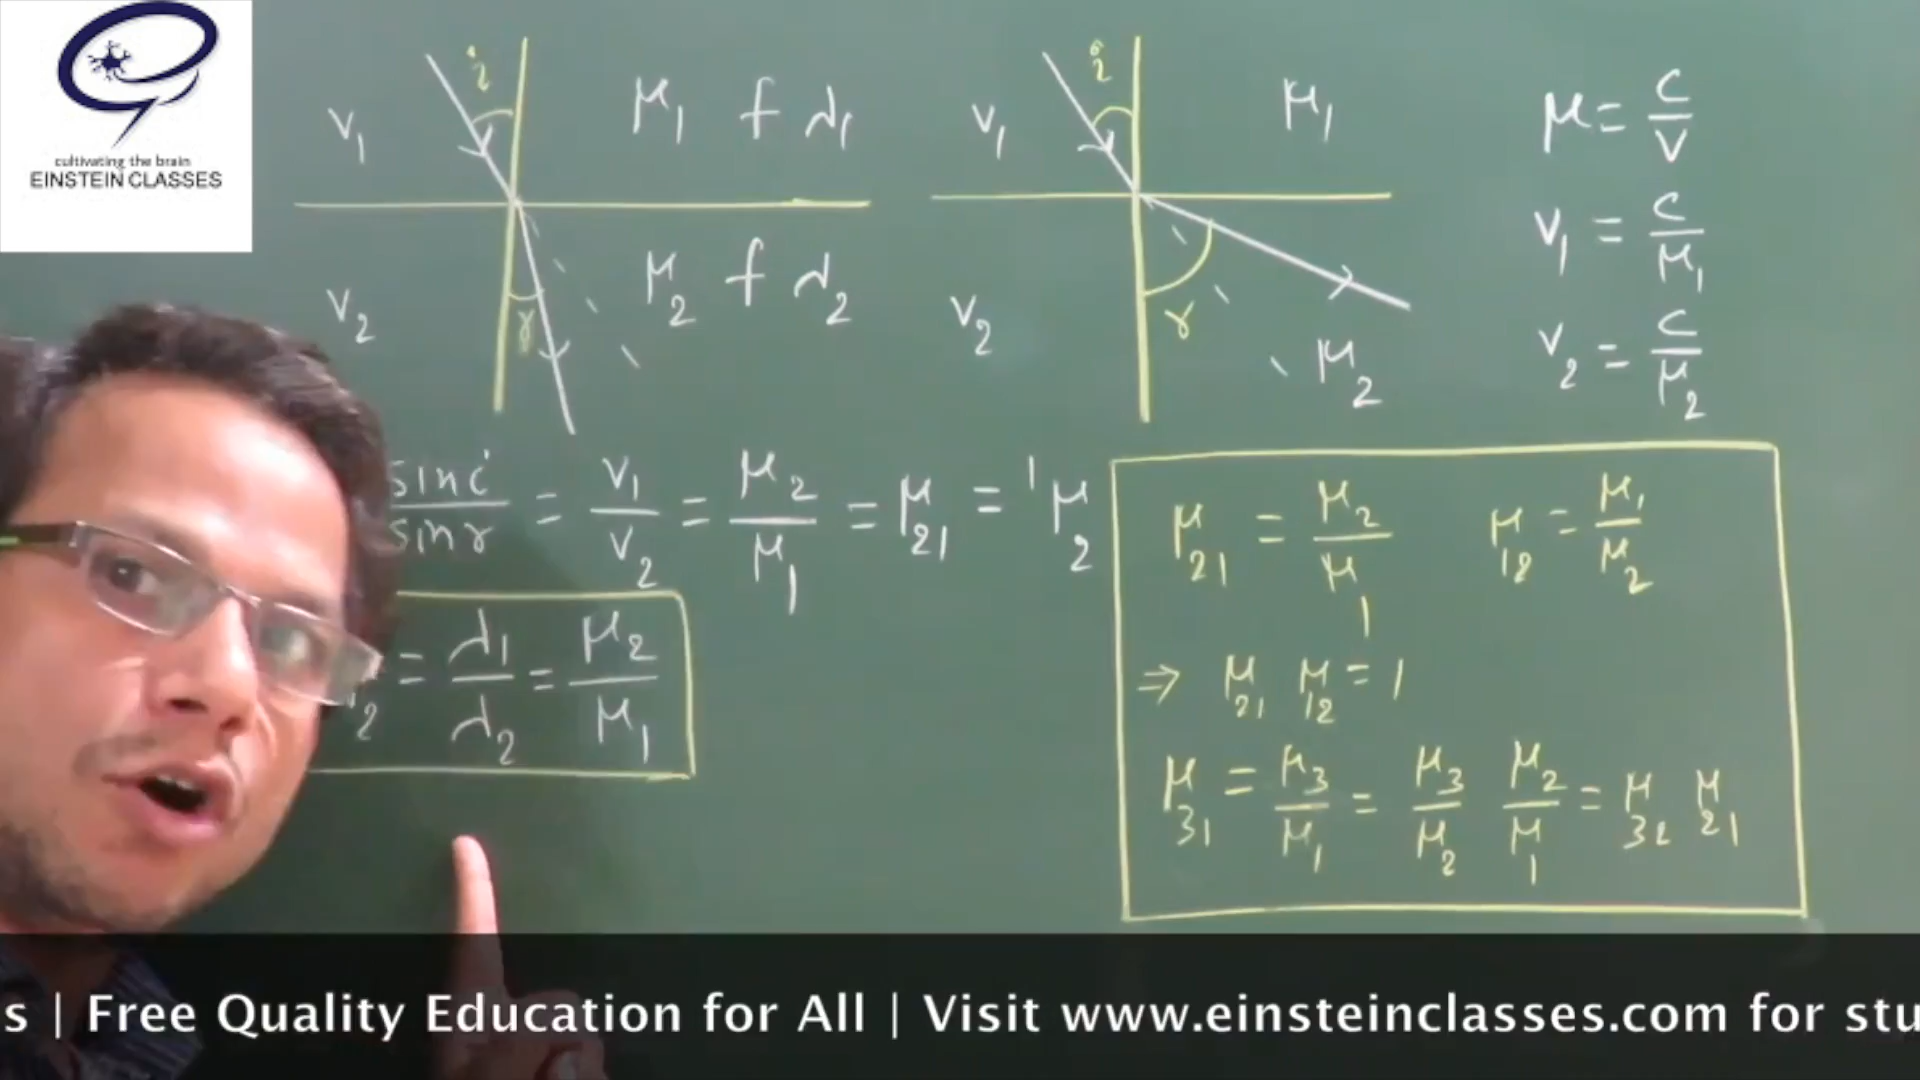 cultivating the brain
EINSTEIN CLASSES
i
V₁
μ₁ f λ₁
V₂
μ₂ f λ₂
r
i
V₁
μ₁
V₂
r
μ₂
μ = c/v
v₁ = c/μ₁
v₂ = c/μ₂
sin i/sin r = v₁/v₂ = μ₂/μ₁ = μ₂₁ = ¹μ₂
= λ₁/λ₂ = μ₂/μ₁
μ₂₁ = μ₂/μ₁ μ₁₂ = μ₁/μ₂
⇒ μ₂₁ μ₁₂ = 1
μ₃₁ = μ₃/μ₁ = μ₃/μ₂ μ₂/μ₁ = μ₃₂ μ₂₁
s | Free Quality Education for All | Visit www.einsteinclasses.com for stu